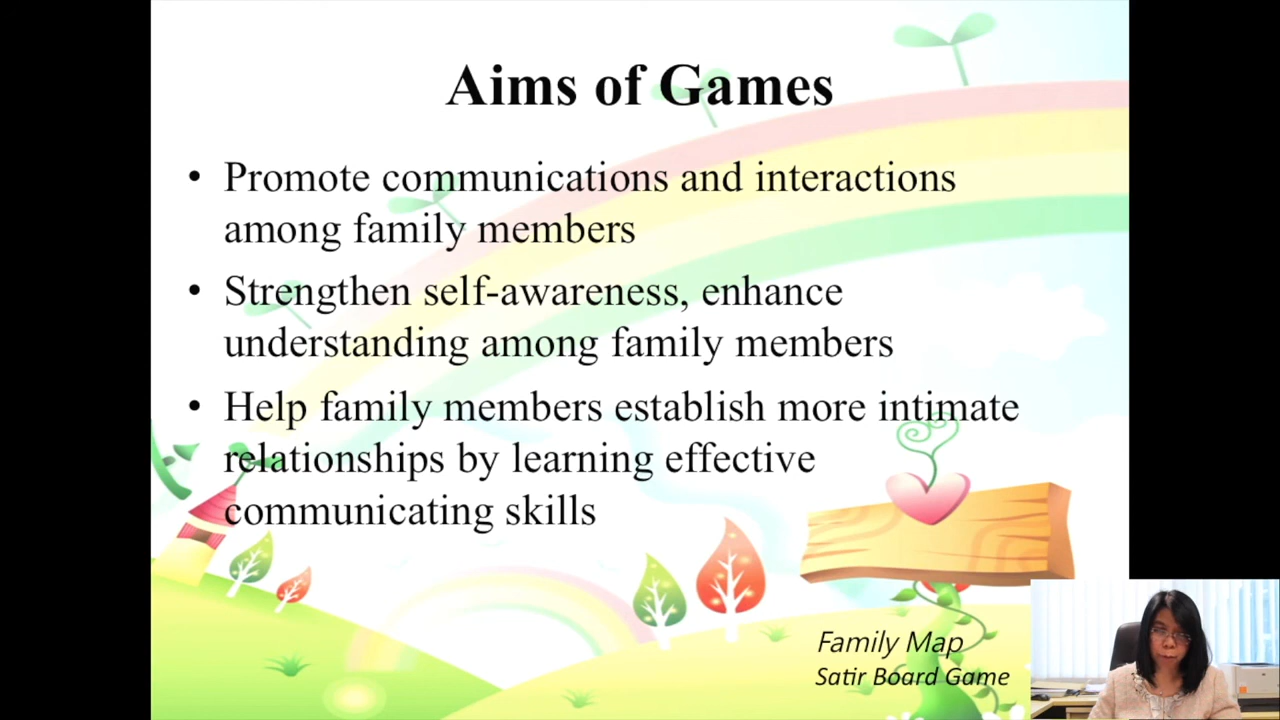 Aims of Games
• Promote communications and interactions
among family members
• Strengthen self-awareness, enhance
understanding among family members
• Help family members establish more intimate
relationships by learning effective
communicating skills
Family Map
Satir Board Game